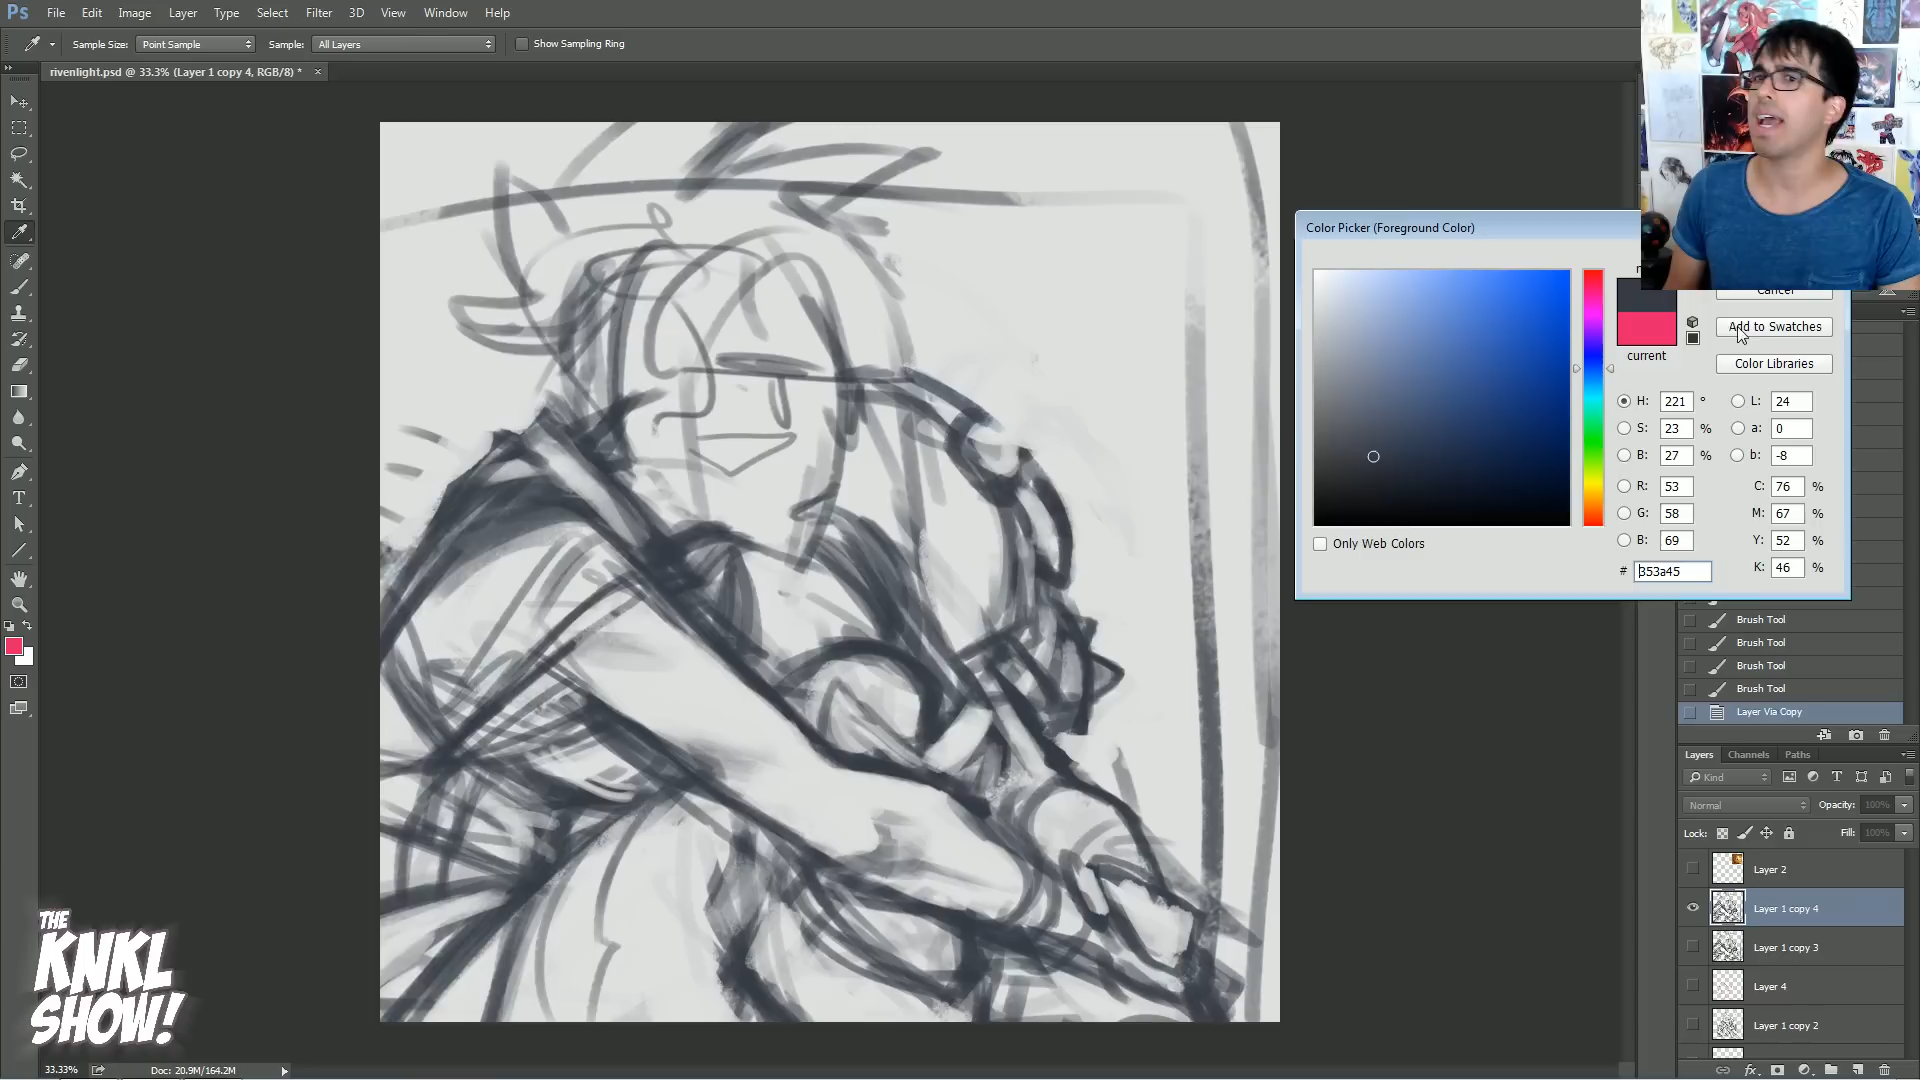 Ps File Edit Image Layer Type Select Filter 3D View Window Help
Sample Size: Point Sample Sample: All Layers Show Sampling Ring
rivenlight.psd @ 33.3% (Layer 1 copy 4, RGB/8) * ×
Color Picker (Foreground Color)
Cancel
Add to Swatches
current
Color Libraries
H: 221 ° L: 24
S: 23 % a: 0
B: 27 % b: -8
R: 53 C: 76 %
G: 58 M: 67 %
B: 69 Y: 52 %
# 353a45 K: 46 %
Only Web Colors
Brush Tool
Brush Tool
Brush Tool
Brush Tool
Layer Via Copy
Layers Channels Paths
Kind
Normal Opacity: 100%
Lock: Fill: 100%
Layer 2
Layer 1 copy 4
Layer 1 copy 3
Layer 4
Layer 1 copy 2
THE
KNKL
SHOW!
33.33% Doc: 20.9M/164.2M